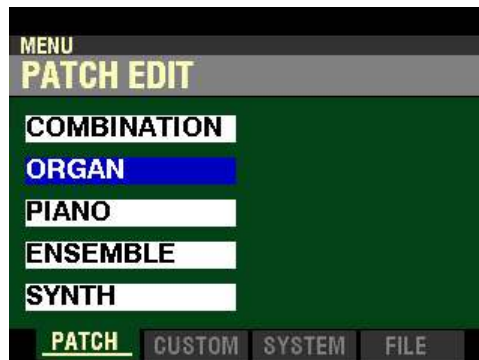 MENU
PATCH EDIT
COMBINATION
ORGAN
PIANO
ENSEMBLE
SYNTH
PATCH CUSTOM SYSTEM FILE